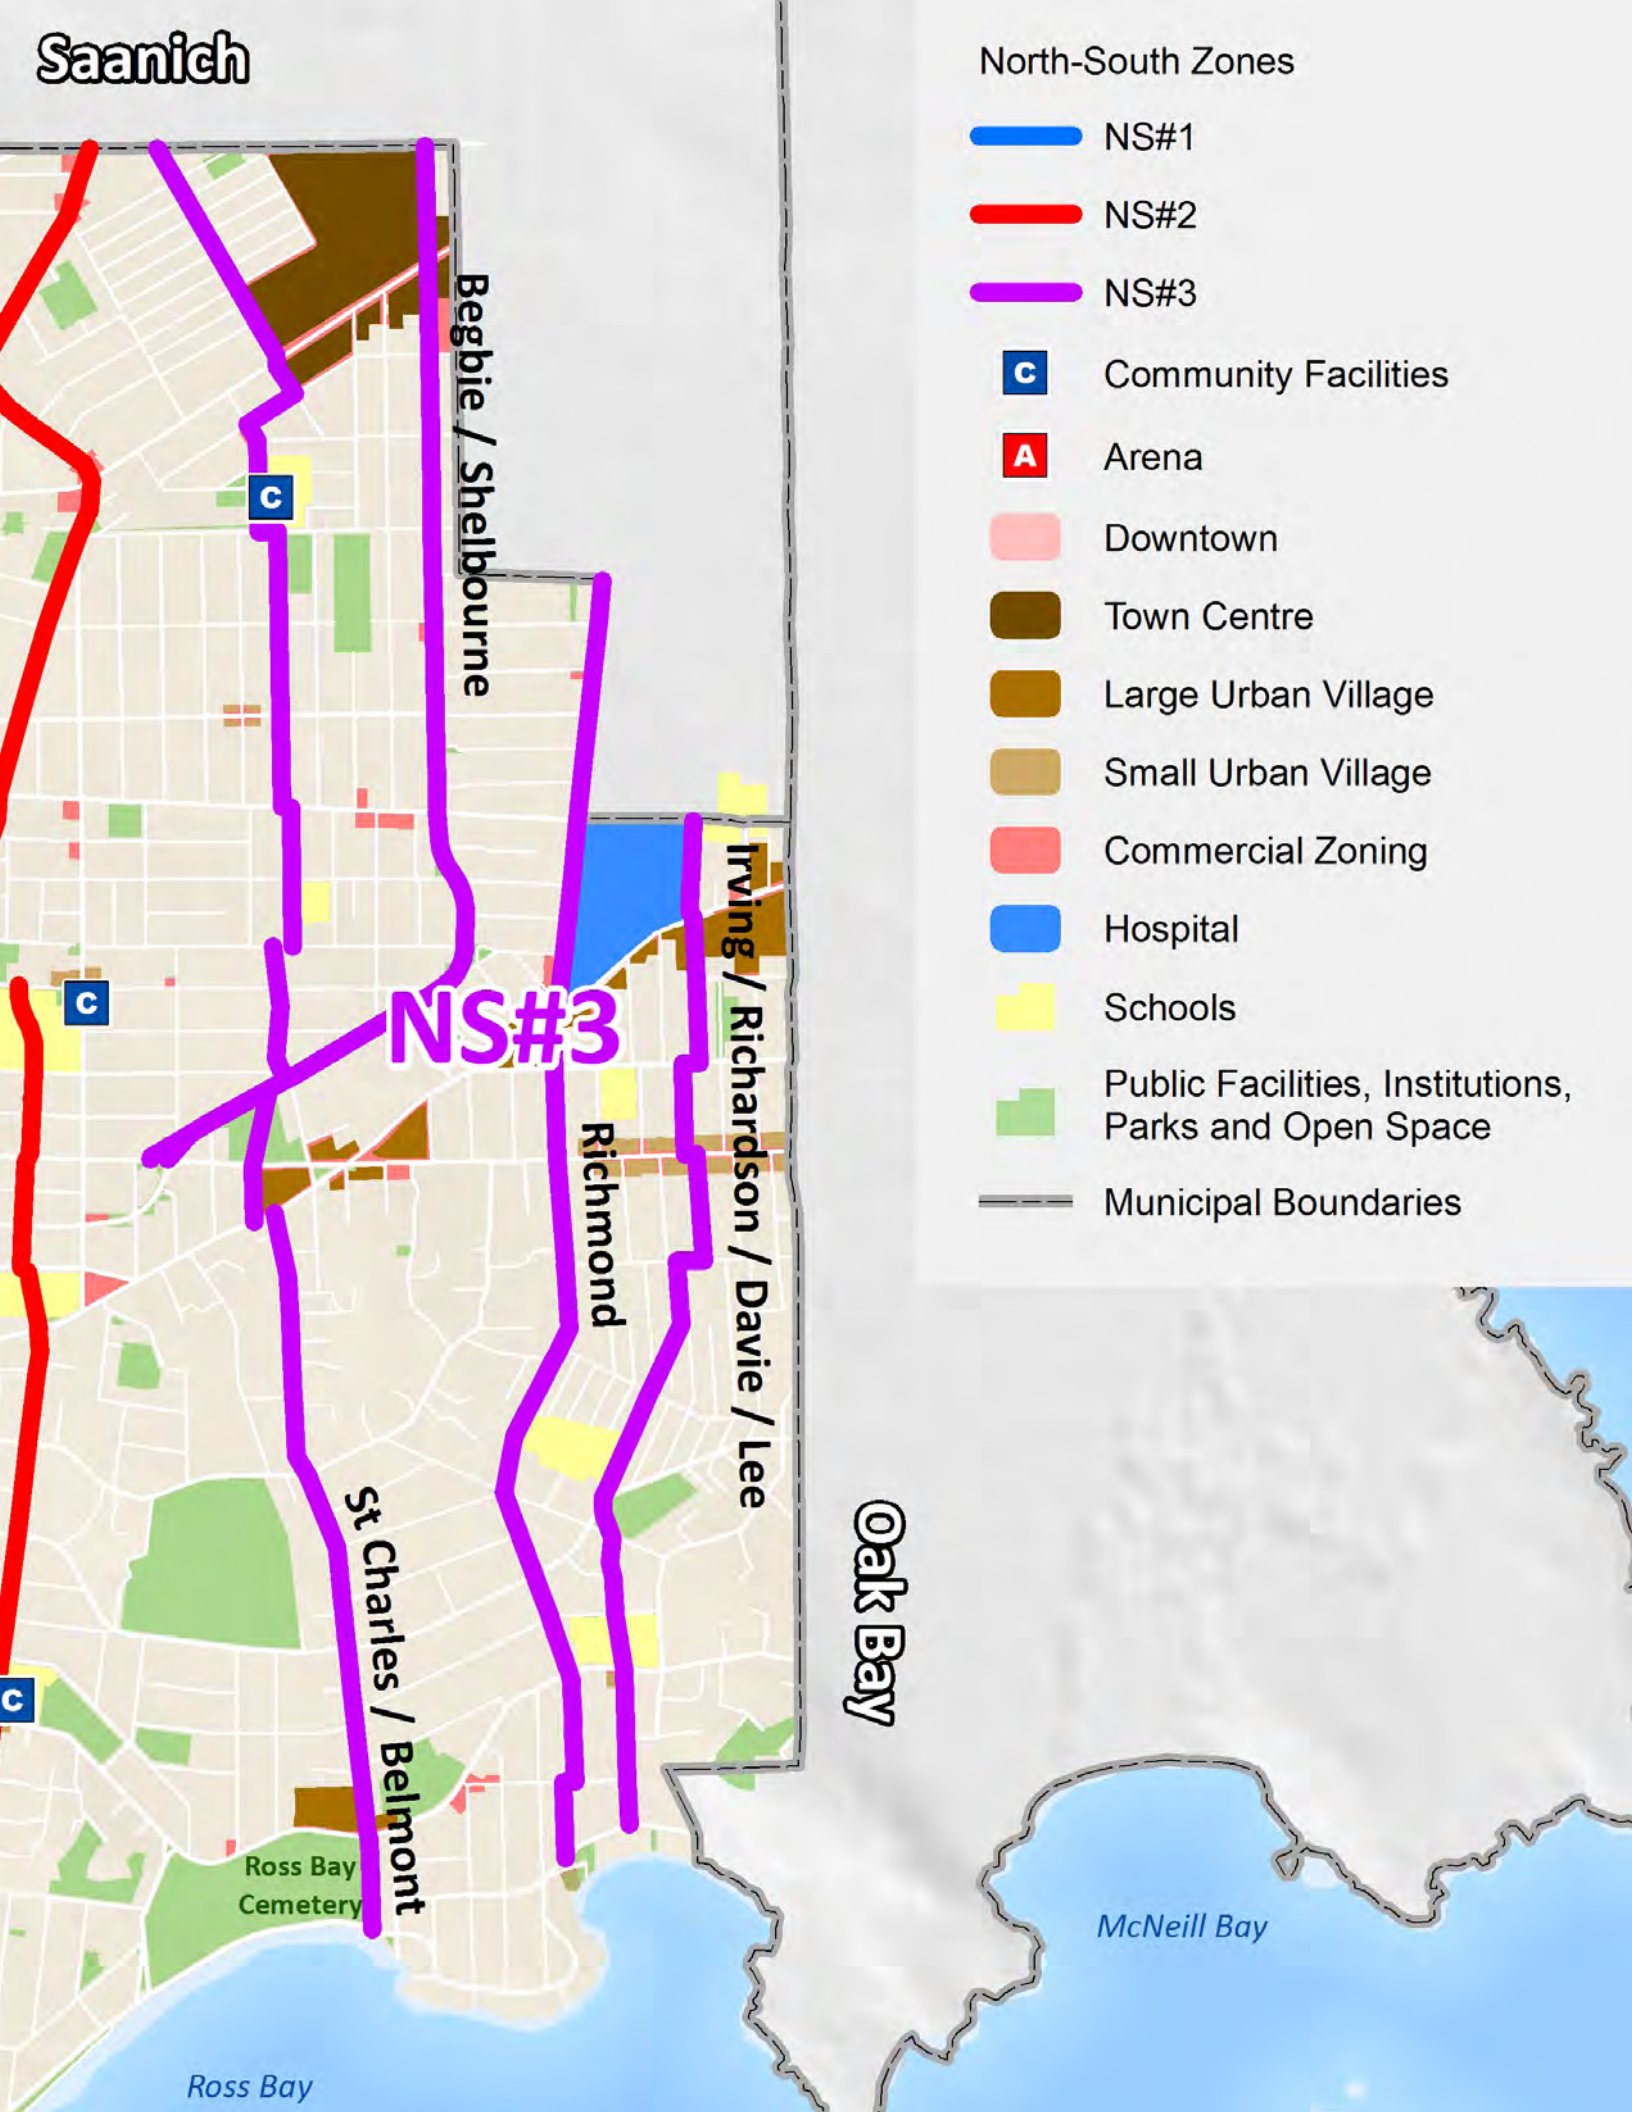 Saanich
North-South Zones
NS#1
NS#2
NS#3
C Community Facilities
A Arena
Downtown
Town Centre
Large Urban Village
Small Urban Village
Commercial Zoning
Hospital
Schools
Public Facilities, Institutions,
Parks and Open Space
Municipal Boundaries
Begbie / Shelbourne
C
Irving / Richardson / Davie / Lee
C
NS#3
Richmond
St Charles / Belmont
Oak Bay
C
Ross Bay
Cemetery
McNeill Bay
Ross Bay